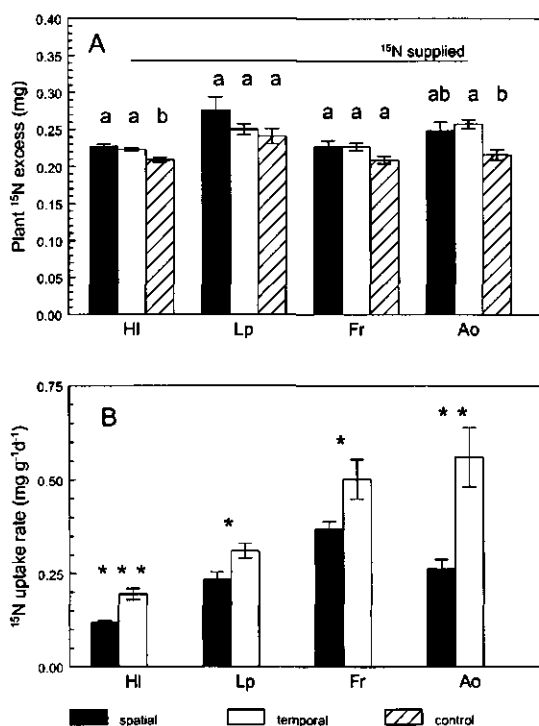 A
¹⁵N supplied
Plant ¹⁵N excess (mg)
0.40
0.35
0.30
0.25
0.20
0.15
0.10
0.05
0.00
a a b
a a a
a a a
ab a b
Hl Lp Fr Ao
B
¹⁵N uptake rate (mg g⁻¹d⁻¹)
0.75
0.50
0.25
0.00
* * *
*
*
* *
Hl Lp Fr Ao
spatial temporal control